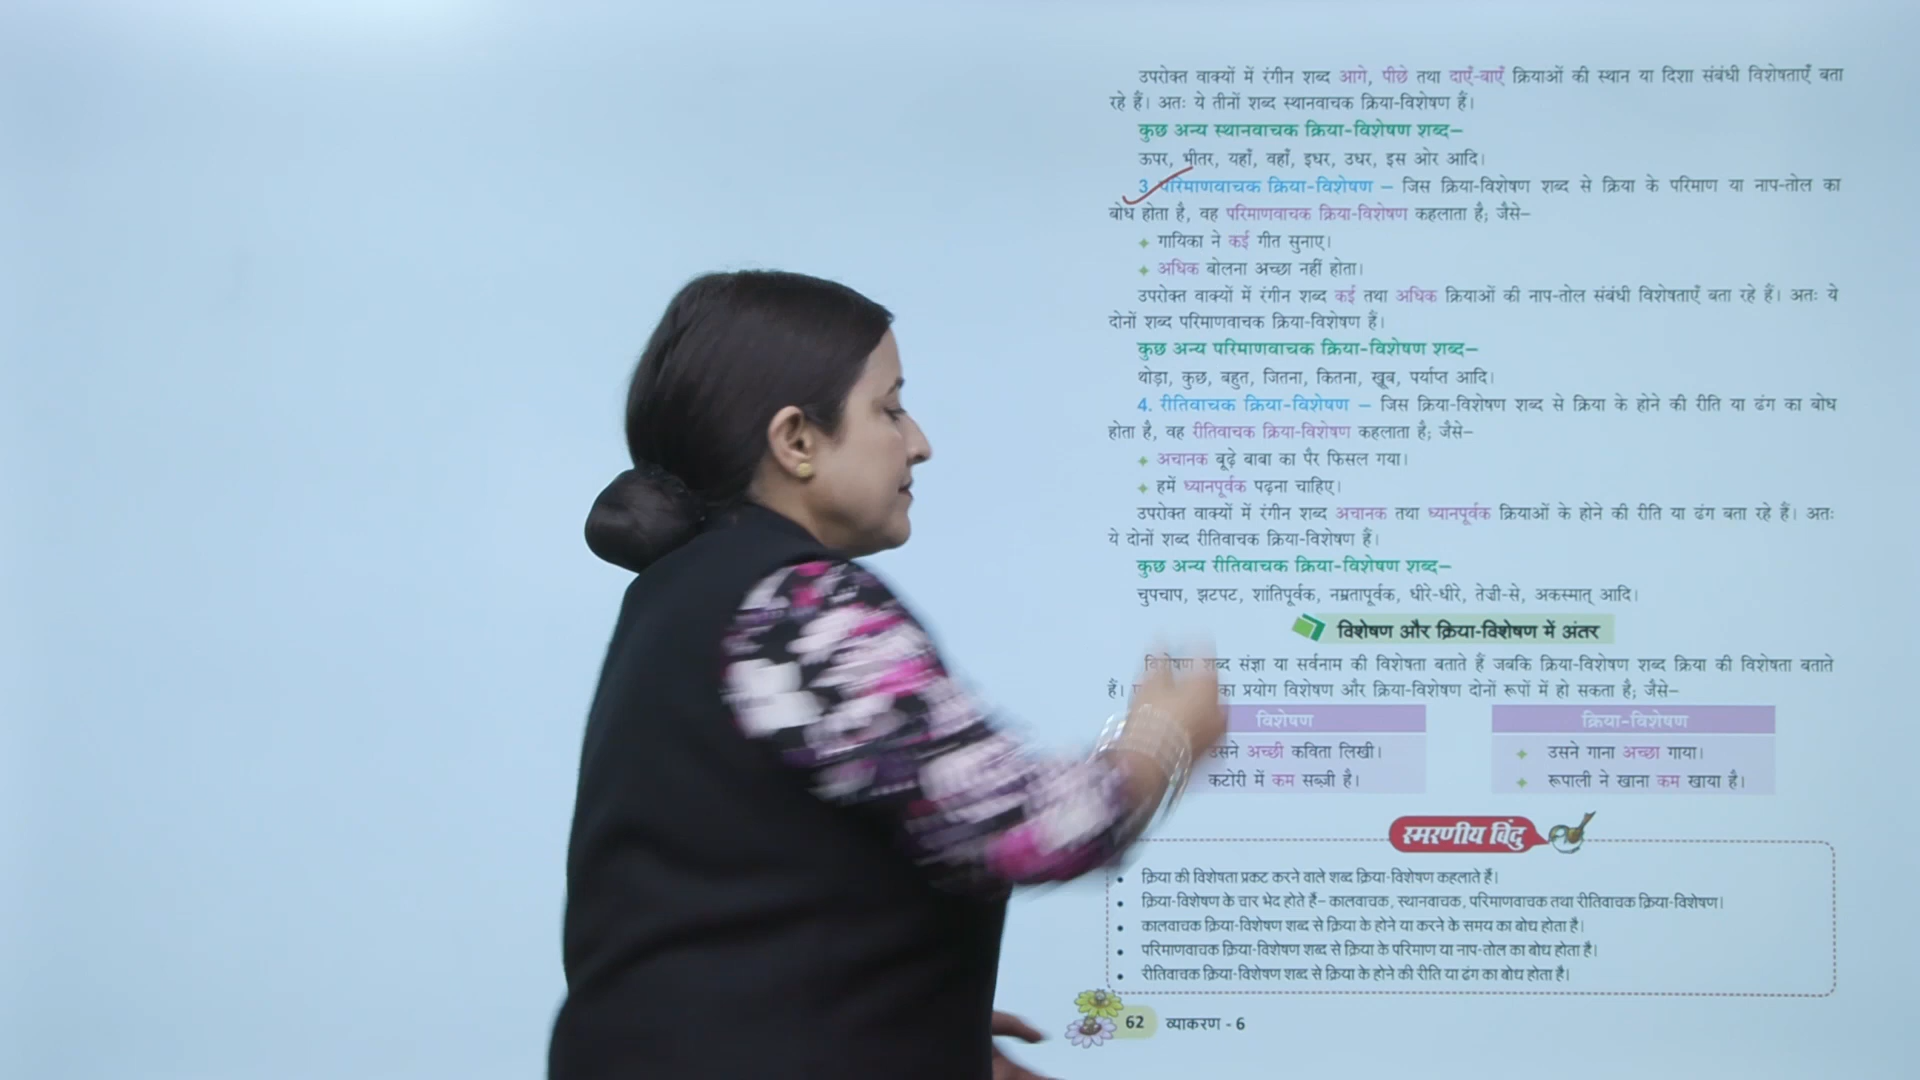 उपरोक्त वाक्यों में रंगीन शब्द आगे, पीछे तथा दाएँ-बाएँ क्रियाओं की स्थान या दिशा संबंधी विशेषताएँ बता
रहे हैं। अतः ये तीनों शब्द स्थानवाचक क्रिया-विशेषण हैं।
कुछ अन्य स्थानवाचक क्रिया-विशेषण शब्द–
ऊपर, भीतर, यहाँ, वहाँ, इधर, उधर, इस ओर आदि।
3. परिमाणवाचक क्रिया-विशेषण – जिस क्रिया-विशेषण शब्द से क्रिया के परिमाण या नाप-तोल का
बोध होता है, वह परिमाणवाचक क्रिया-विशेषण कहलाता है; जैसे–
गायिका ने कई गीत सुनाए।
अधिक बोलना अच्छा नहीं होता।
उपरोक्त वाक्यों में रंगीन शब्द कई तथा अधिक क्रियाओं की नाप-तोल संबंधी विशेषताएँ बता रहे हैं। अतः ये
दोनों शब्द परिमाणवाचक क्रिया-विशेषण हैं।
कुछ अन्य परिमाणवाचक क्रिया-विशेषण शब्द–
थोड़ा, कुछ, बहुत, जितना, कितना, खूब, पर्याप्त आदि।
4. रीतिवाचक क्रिया-विशेषण – जिस क्रिया-विशेषण शब्द से क्रिया के होने की रीति या ढंग का बोध
होता है, वह रीतिवाचक क्रिया-विशेषण कहलाता है; जैसे–
अचानक बूढ़े बाबा का पैर फिसल गया।
हमें ध्यानपूर्वक पढ़ना चाहिए।
उपरोक्त वाक्यों में रंगीन शब्द अचानक तथा ध्यानपूर्वक क्रियाओं के होने की रीति या ढंग बता रहे हैं। अतः
ये दोनों शब्द रीतिवाचक क्रिया-विशेषण हैं।
कुछ अन्य रीतिवाचक क्रिया-विशेषण शब्द–
चुपचाप, झटपट, शांतिपूर्वक, नम्रतापूर्वक, धीरे-धीरे, तेज़ी-से, अकस्मात् आदि।
विशेषण और क्रिया-विशेषण में अंतर
विशेषण शब्द संज्ञा या सर्वनाम की विशेषता बताते हैं जबकि क्रिया-विशेषण शब्द क्रिया की विशेषता बताते
हैं। का प्रयोग विशेषण और क्रिया-विशेषण दोनों रूपों में हो सकता है; जैसे–
विशेषण
उसने अच्छी कविता लिखी।
कटोरी में कम सब्ज़ी है।
क्रिया-विशेषण
उसने गाना अच्छा गाया।
रूपाली ने खाना कम खाया है।
स्मरणीय बिंदु
• क्रिया की विशेषता प्रकट करने वाले शब्द क्रिया-विशेषण कहलाते हैं।
• क्रिया-विशेषण के चार भेद होते हैं– कालवाचक, स्थानवाचक, परिमाणवाचक तथा रीतिवाचक क्रिया-विशेषण।
• कालवाचक क्रिया-विशेषण शब्द से क्रिया के होने या करने के समय का बोध होता है।
• परिमाणवाचक क्रिया-विशेषण शब्द से क्रिया के परिमाण या नाप-तोल का बोध होता है।
• रीतिवाचक क्रिया-विशेषण शब्द से क्रिया के होने की रीति या ढंग का बोध होता है।
62 व्याकरण - 6